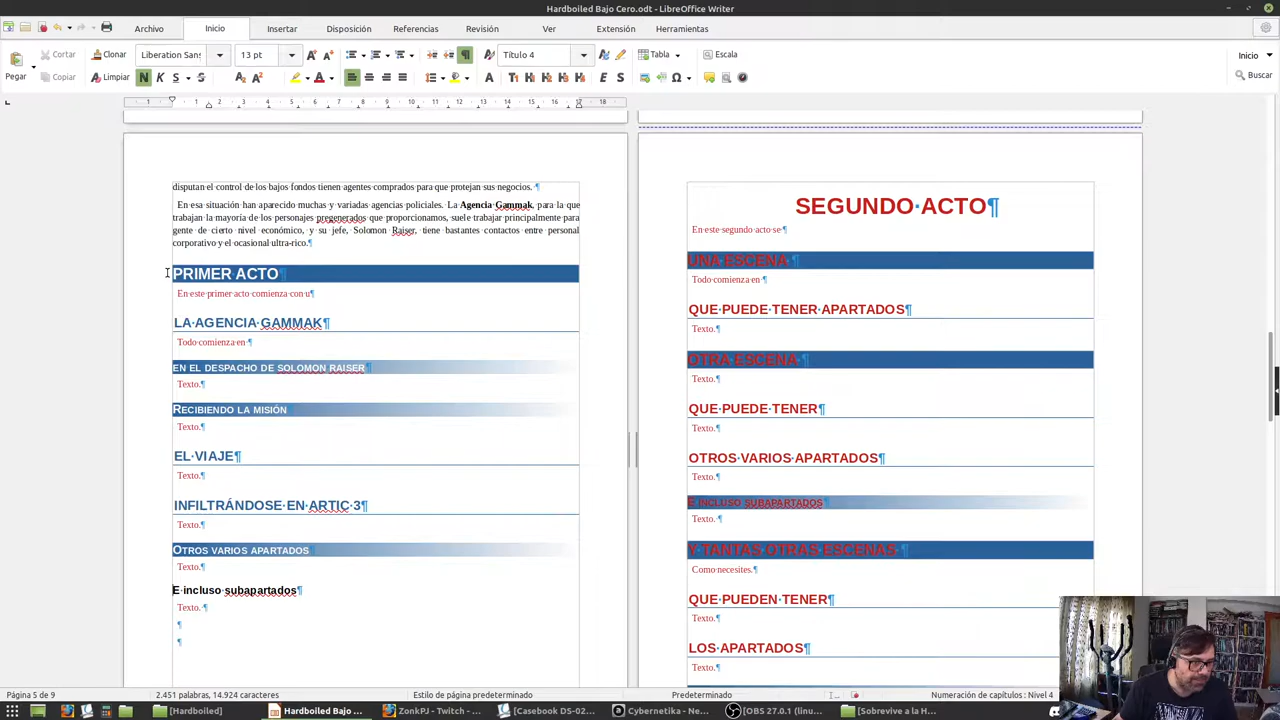 Hardboiled Bajo Cero.odt - LibreOffice Writer
Archivo Inicio Insertar Disposición Referencias Revisión Ver Extensión Herramientas
Pegar Cortar Copiar Clonar Limpiar Liberation Sans 13 pt Título 4 Tabla Escala Inicio Buscar
disputan el control de los bajos fondos tienen agentes comprados para que protejan sus negocios. ¶
En esa situación han aparecido muchas y variadas agencias policiales. La Agencia Gammak, para la que
trabajan la mayoría de los personajes pregenerados que proporcionamos, suele trabajar principalmente para
gente de cierto nivel económico, y su jefe, Solomon Raiser, tiene bastantes contactos entre personal
corporativo y el ocasional ultra-rico.¶
PRIMER·ACTO¶
En este primer acto comienza con u¶
LA·AGENCIA·GAMMAK¶
Todo comienza en ·¶
EN EL DESPACHO DE SOLOMON RAISER¶
Texto.¶
RECIBIENDO LA MISIÓN
Texto.¶
EL·VIAJE¶
Texto.¶
INFILTRÁNDOSE·EN·ARTIC·3¶
Texto.¶
OTROS VARIOS APARTADOS¶
Texto.¶
E·incluso·subapartados¶
Texto. ¶
¶
¶
SEGUNDO·ACTO¶
En este segundo acto se¶
UNA·ESCENA·¶
Todo comienza en ·¶
QUE·PUEDE·TENER·APARTADOS¶
Texto.¶
OTRA·ESCENA·¶
Texto.¶
QUE·PUEDE·TENER¶
Texto.¶
OTROS·VARIOS·APARTADOS¶
Texto.¶
E INCLUSO SUBAPARTADOS¶
Texto. ¶
Y·TANTAS·OTRAS·ESCENAS·¶
Como necesites.¶
QUE·PUEDEN·TENER¶
Texto.¶
LOS·APARTADOS¶
Texto.¶
Página 5 de 9 2.451 palabras, 14.924 caracteres Estilo de página predeterminado Predeterminado Numeración de capítulos : Nivel 4
[Hardboiled] Hardboiled Bajo ... ZonkPJ - Twitch - ... [Casebook DS-02... Cybernetika - Ne... [OBS 27.0.1 (linu... [Sobrevive a la H...